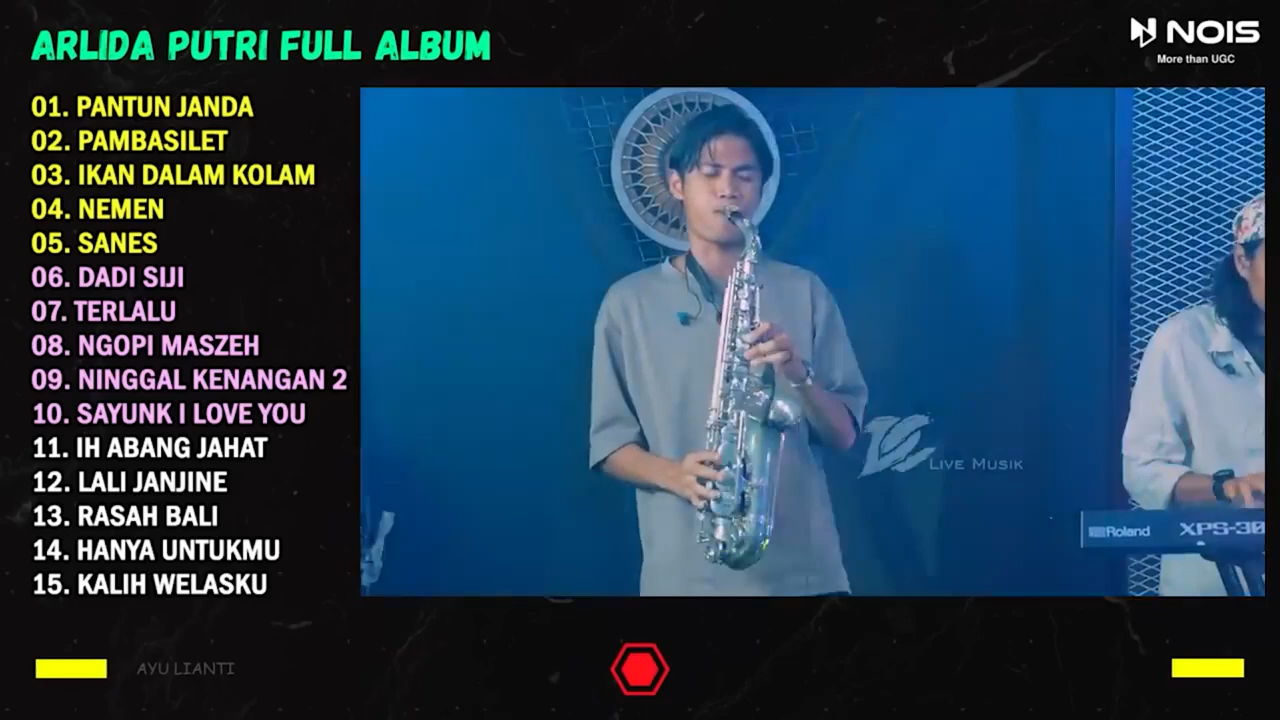 ARLIDA PUTRI FULL ALBUM
NOIS
More than UGC
01. PANTUN JANDA
02. PAMBASILET
03. IKAN DALAM KOLAM
04. NEMEN
05. SANES
06. DADI SIJI
07. TERLALU
08. NGOPI MASZEH
09. NINGGAL KENANGAN 2
10. SAYUNK I LOVE YOU
11. IH ABANG JAHAT
12. LALI JANJINE
13. RASAH BALI
14. HANYA UNTUKMU
15. KALIH WELASKU
LIVE MUSIK
Roland XPS-30
AYU LIANTI